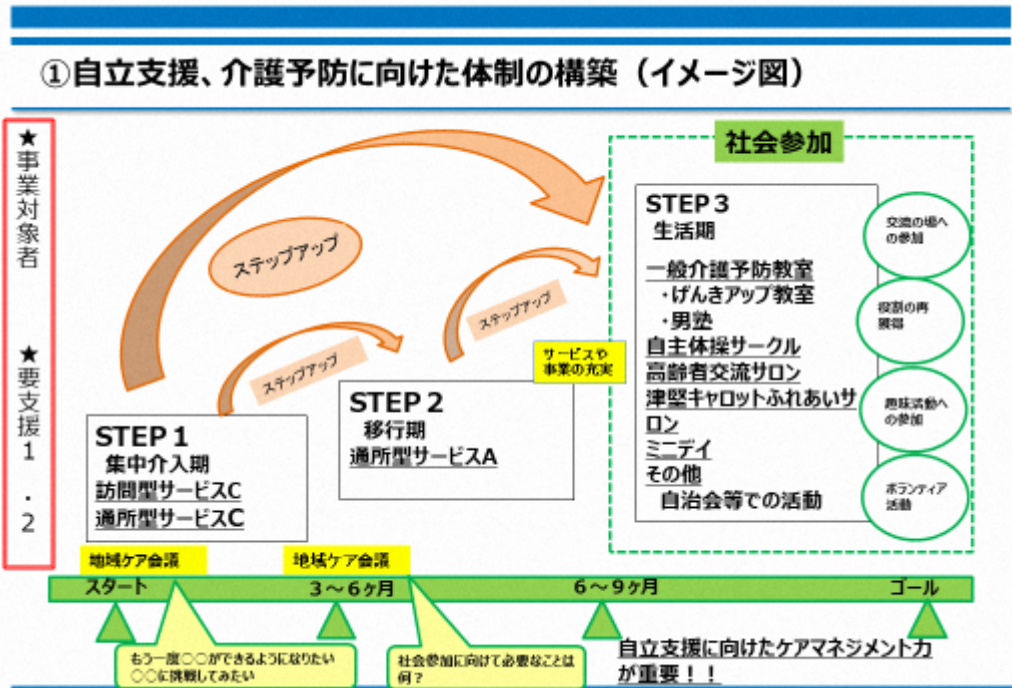 ①自立支援、介護予防に向けた体制の構築（イメージ図）
★事業対象者
★要支援1・2
ステップアップ
ステップアップ
ステップアップ
STEP1
集中介入期
訪問型サービスC
通所型サービスC
STEP2
移行期
通所型サービスA
サービスや
事業の充実
社会参加
STEP3
生活期
一般介護予防教室
・げんきアップ教室
・男塾
自主体操サークル
高齢者交流サロン
津堅キャロットふれあいサ
ロン
ミニデイ
その他
自治会等での活動
交流の場へ
の参加
役割の再
獲得
趣味活動へ
の参加
ボランティア
活動
地域ケア会議
地域ケア会議
スタート
3～6ヶ月
6～9ヶ月
ゴール
もう一度○○ができるようになりたい
○○に挑戦してみたい
社会参加に向けて必要なことは
何？
自立支援に向けたケアマネジメント力
が重要！！